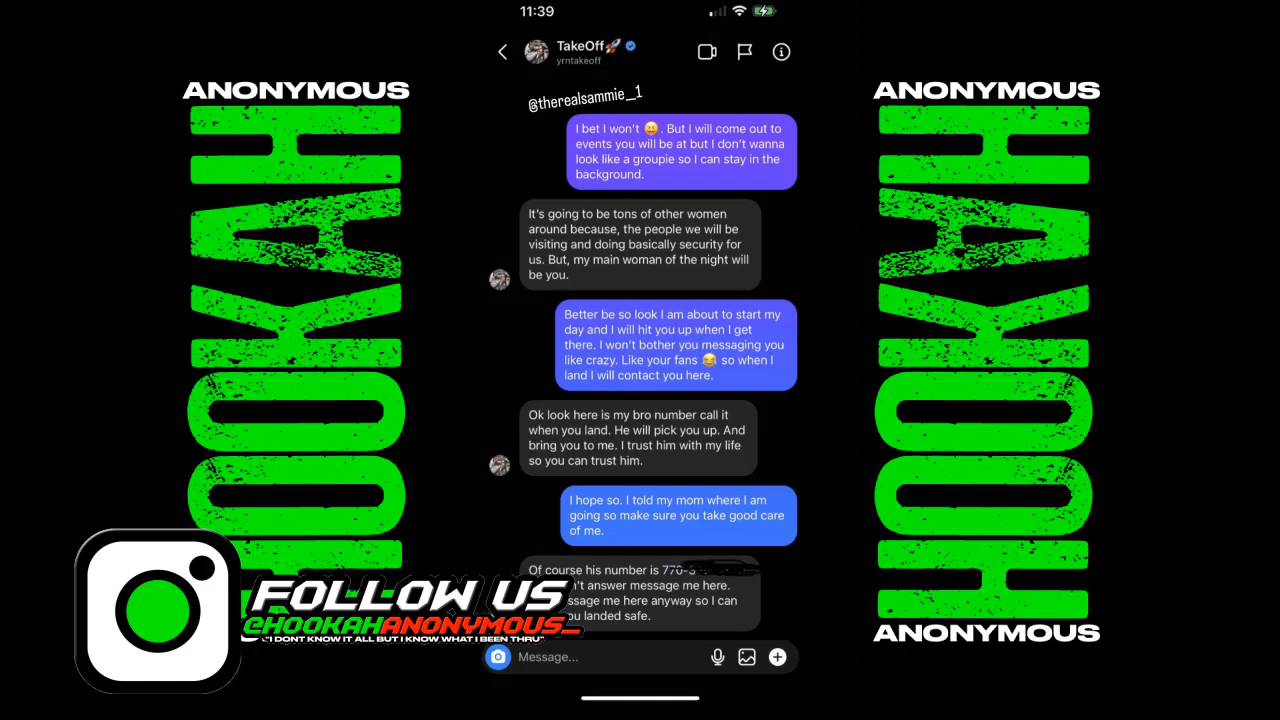 11:39
TakeOff🚀
yrntakeoff
@therealsammie_1
I bet I won't 😝. But I will come out to
events you will be at but I don't wanna
look like a groupie so I can stay in the
background.
It's going to be tons of other women
around because, the people we will be
visiting and doing basically security for
us. But, my main woman of the night will
be you.
Better be so look I am about to start my
day and I will hit you up when I get
there. I won't bother you messaging you
like crazy. Like your fans 😂 so when I
land I will contact you here.
Ok look here is my bro number call it
when you land. He will pick you up. And
bring you to me. I trust him with my life
so you can trust him.
I hope so. I told my mom where I am
going so make sure you take good care
of me.
Of course his number is 770-
answer message me here.
me here anyway so I can
landed safe.
Message...
ANONYMOUS
HOOKAH
ANONYMOUS
ANONYMOUS
HOOKAH
ANONYMOUS
FOLLOW US
@HOOKAHANONYMOUS_
"I DONT KNOW IT ALL BUT I KNOW WHAT I BEEN THRU"